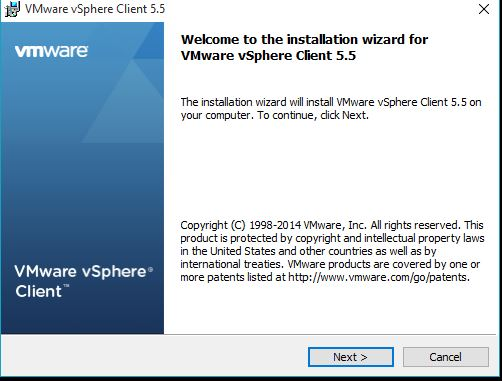 VMware vSphere Client 5.5
vmware
Welcome to the installation wizard for
VMware vSphere Client 5.5
The installation wizard will install VMware vSphere Client 5.5 on
your computer. To continue, click Next.
Copyright (C) 1998-2014 VMware, Inc. All rights reserved. This
product is protected by copyright and intellectual property laws
in the United States and other countries as well as by
international treaties. VMware products are covered by one or
more patents listed at http://www.vmware.com/go/patents.
VMware vSphere®
Client™
Next >
Cancel